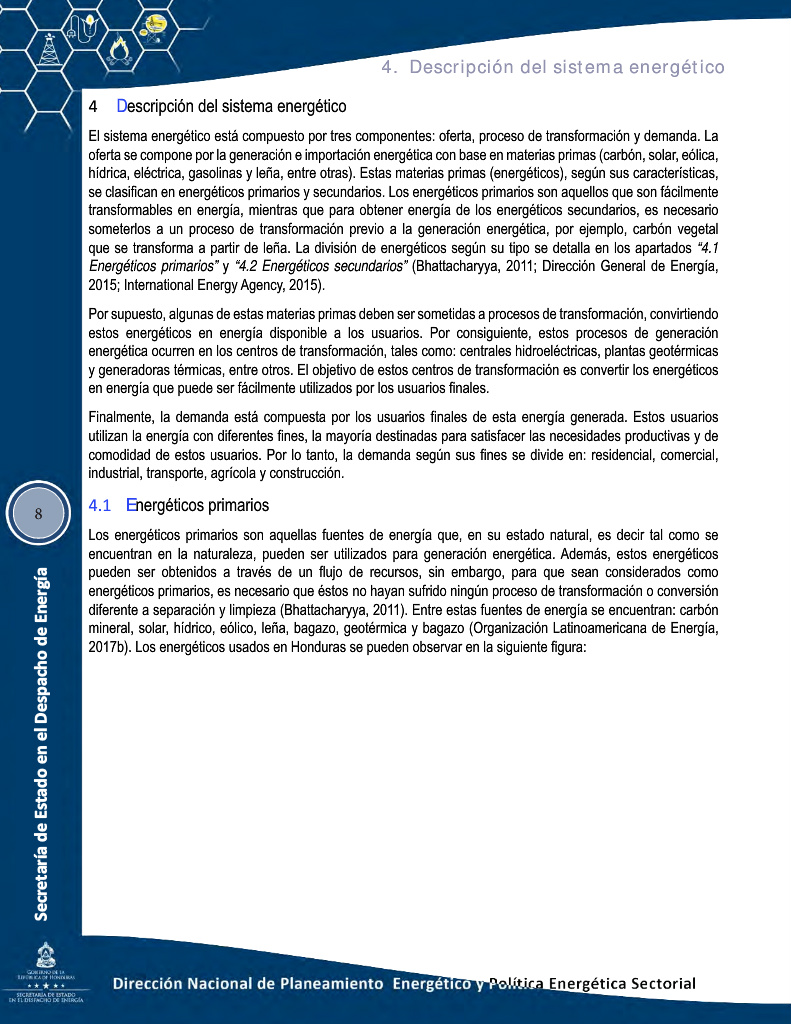 4. Descripción del sistema energético
4 Descripción del sistema energético
El sistema energético está compuesto por tres componentes: oferta, proceso de transformación y demanda. La
oferta se compone por la generación e importación energética con base en materias primas (carbón, solar, eólica,
hídrica, eléctrica, gasolinas y leña, entre otras). Estas materias primas (energéticos), según sus características,
se clasifican en energéticos primarios y secundarios. Los energéticos primarios son aquellos que son fácilmente
transformables en energía, mientras que para obtener energía de los energéticos secundarios, es necesario
someterlos a un proceso de transformación previo a la generación energética, por ejemplo, carbón vegetal
que se transforma a partir de leña. La división de energéticos según su tipo se detalla en los apartados “4.1
Energéticos primarios” y “4.2 Energéticos secundarios” (Bhattacharyya, 2011; Dirección General de Energía,
2015; International Energy Agency, 2015).
Por supuesto, algunas de estas materias primas deben ser sometidas a procesos de transformación, convirtiendo
estos energéticos en energía disponible a los usuarios. Por consiguiente, estos procesos de generación
energética ocurren en los centros de transformación, tales como: centrales hidroeléctricas, plantas geotérmicas
y generadoras térmicas, entre otros. El objetivo de estos centros de transformación es convertir los energéticos
en energía que puede ser fácilmente utilizados por los usuarios finales.
Finalmente, la demanda está compuesta por los usuarios finales de esta energía generada. Estos usuarios
utilizan la energía con diferentes fines, la mayoría destinadas para satisfacer las necesidades productivas y de
comodidad de estos usuarios. Por lo tanto, la demanda según sus fines se divide en: residencial, comercial,
industrial, transporte, agrícola y construcción.
4.1 Energéticos primarios
Los energéticos primarios son aquellas fuentes de energía que, en su estado natural, es decir tal como se
encuentran en la naturaleza, pueden ser utilizados para generación energética. Además, estos energéticos
pueden ser obtenidos a través de un flujo de recursos, sin embargo, para que sean considerados como
energéticos primarios, es necesario que éstos no hayan sufrido ningún proceso de transformación o conversión
diferente a separación y limpieza (Bhattacharyya, 2011). Entre estas fuentes de energía se encuentran: carbón
mineral, solar, hídrico, eólico, leña, bagazo, geotérmica y bagazo (Organización Latinoamericana de Energía,
2017b). Los energéticos usados en Honduras se pueden observar en la siguiente figura:
8
Secretaría de Estado en el Despacho de Energía
GOBIERNO DE LA
REPÚBLICA DE HONDURAS
SECRETARÍA DE ESTADO
EN EL DESPACHO DE ENERGÍA
Dirección Nacional de Planeamiento Energético y Política Energética Sectorial